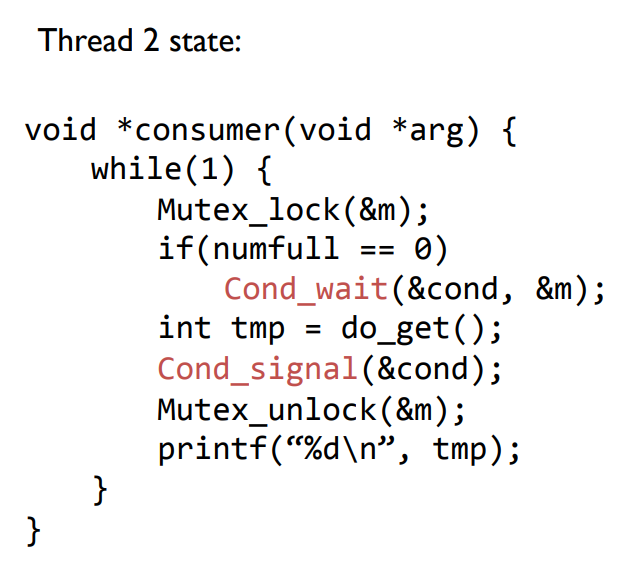 Thread 2 state:
void *consumer(void *arg) {
    while(1) {
        Mutex_lock(&m);
        if(numfull == 0)
            Cond_wait(&cond, &m);
        int tmp = do_get();
        Cond_signal(&cond);
        Mutex_unlock(&m);
        printf(“%d\n”, tmp);
    }
}